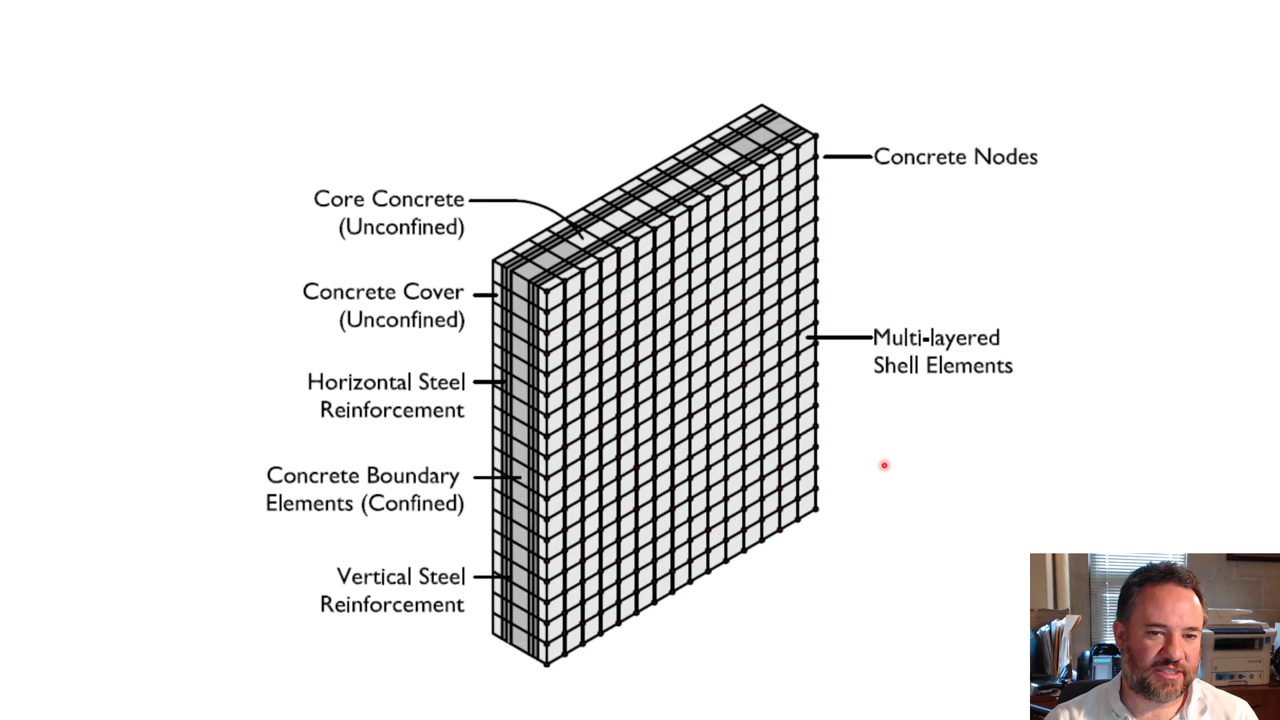 Core Concrete
(Unconfined)
Concrete Cover
(Unconfined)
Horizontal Steel
Reinforcement
Concrete Boundary
Elements (Confined)
Vertical Steel
Reinforcement
Concrete Nodes
Multi-layered
Shell Elements